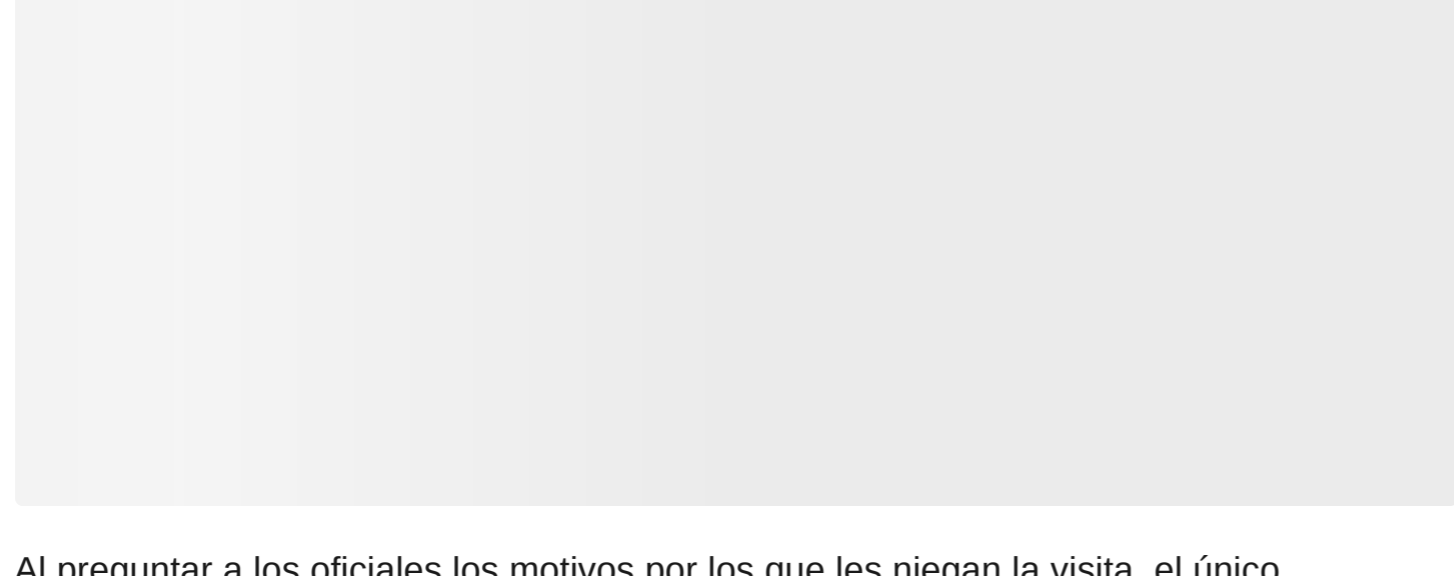 Al preguntar a los oficiales los motivos por los que les niegan la visita, el único